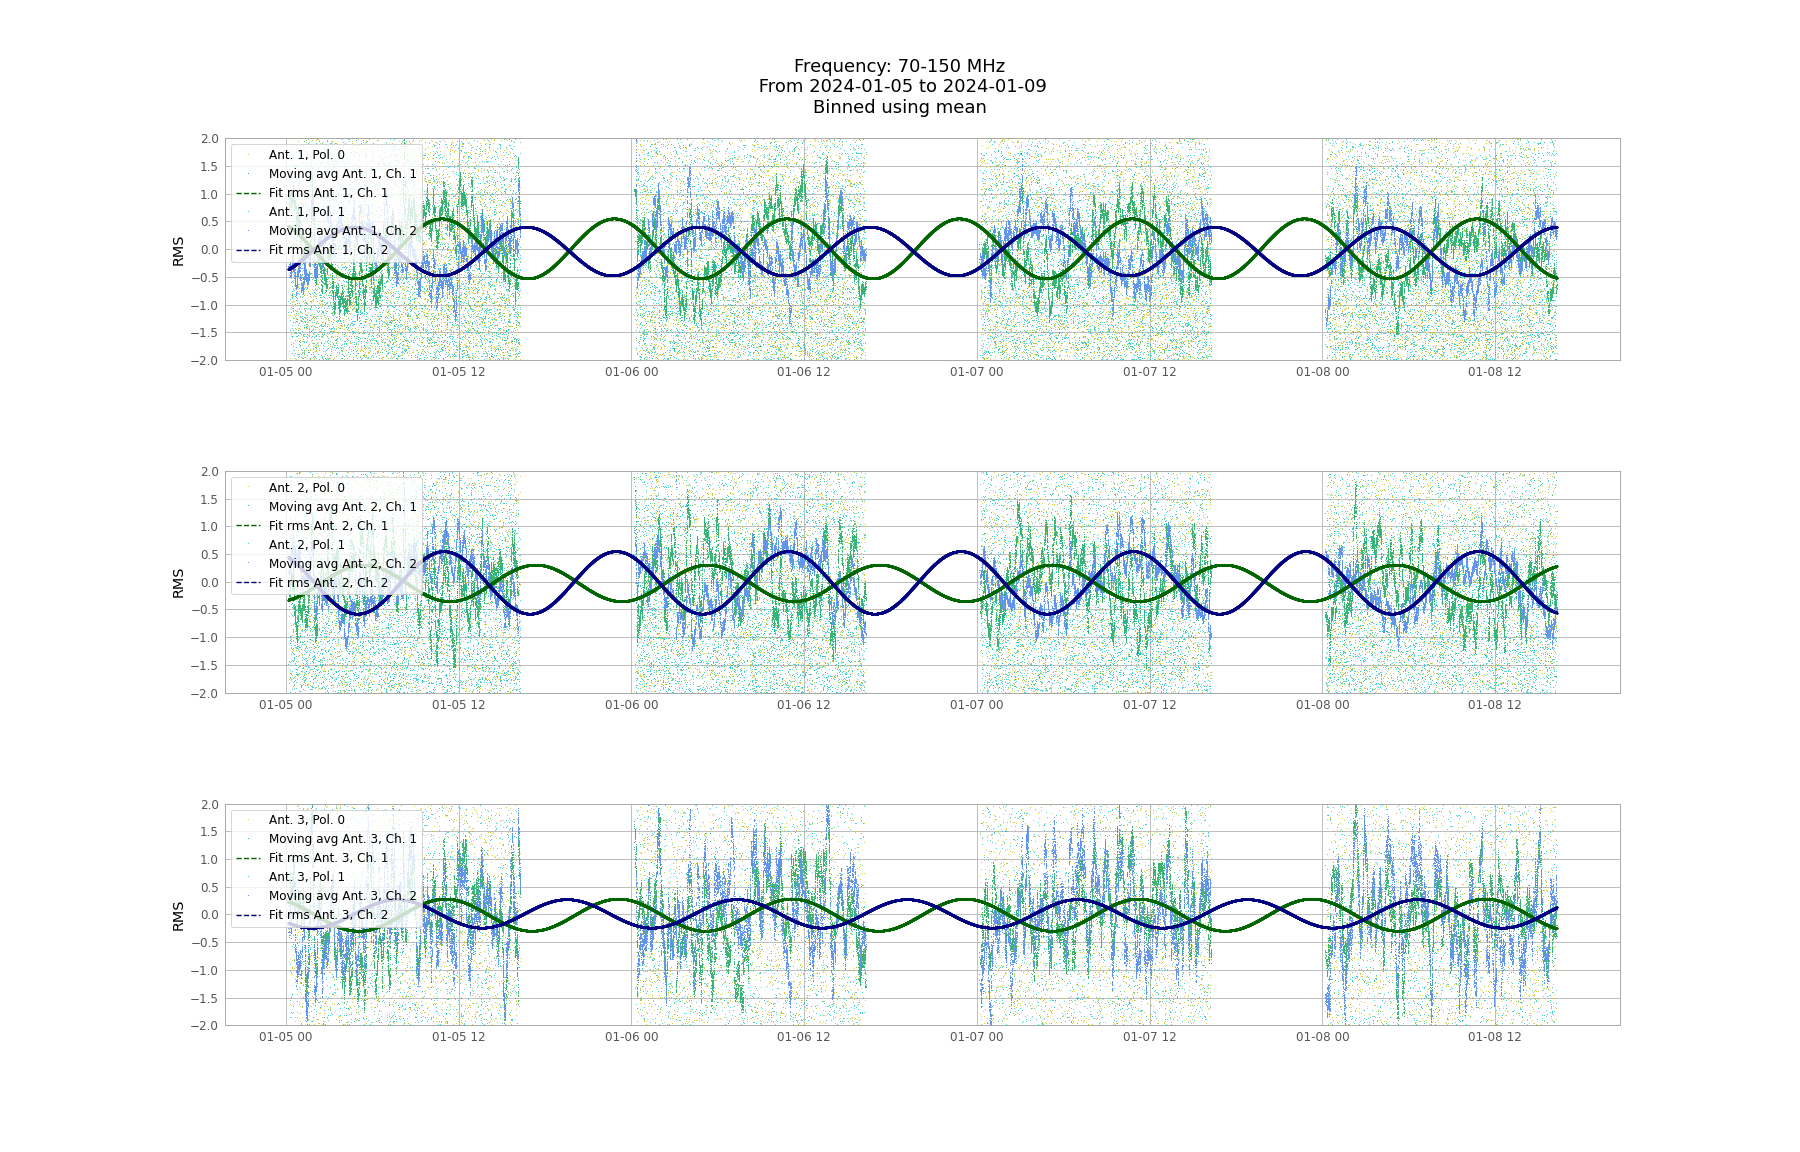 Frequency: 70-150 MHz
From 2024-01-05 to 2024-01-09
Binned using mean
2.0
1.5
1.0
0.5
0.0
−0.5
−1.0
−1.5
−2.0
RMS
Ant. 1, Pol. 0
Moving avg Ant. 1, Ch. 1
Fit rms Ant. 1, Ch. 1
Ant. 1, Pol. 1
Moving avg Ant. 1, Ch. 2
Fit rms Ant. 1, Ch. 2
01-05 00 01-05 12 01-06 00 01-06 12 01-07 00 01-07 12 01-08 00 01-08 12
2.0
1.5
1.0
0.5
0.0
−0.5
−1.0
−1.5
−2.0
RMS
Ant. 2, Pol. 0
Moving avg Ant. 2, Ch. 1
Fit rms Ant. 2, Ch. 1
Ant. 2, Pol. 1
Moving avg Ant. 2, Ch. 2
Fit rms Ant. 2, Ch. 2
01-05 00 01-05 12 01-06 00 01-06 12 01-07 00 01-07 12 01-08 00 01-08 12
2.0
1.5
1.0
0.5
0.0
−0.5
−1.0
−1.5
−2.0
RMS
Ant. 3, Pol. 0
Moving avg Ant. 3, Ch. 1
Fit rms Ant. 3, Ch. 1
Ant. 3, Pol. 1
Moving avg Ant. 3, Ch. 2
Fit rms Ant. 3, Ch. 2
01-05 00 01-05 12 01-06 00 01-06 12 01-07 00 01-07 12 01-08 00 01-08 12